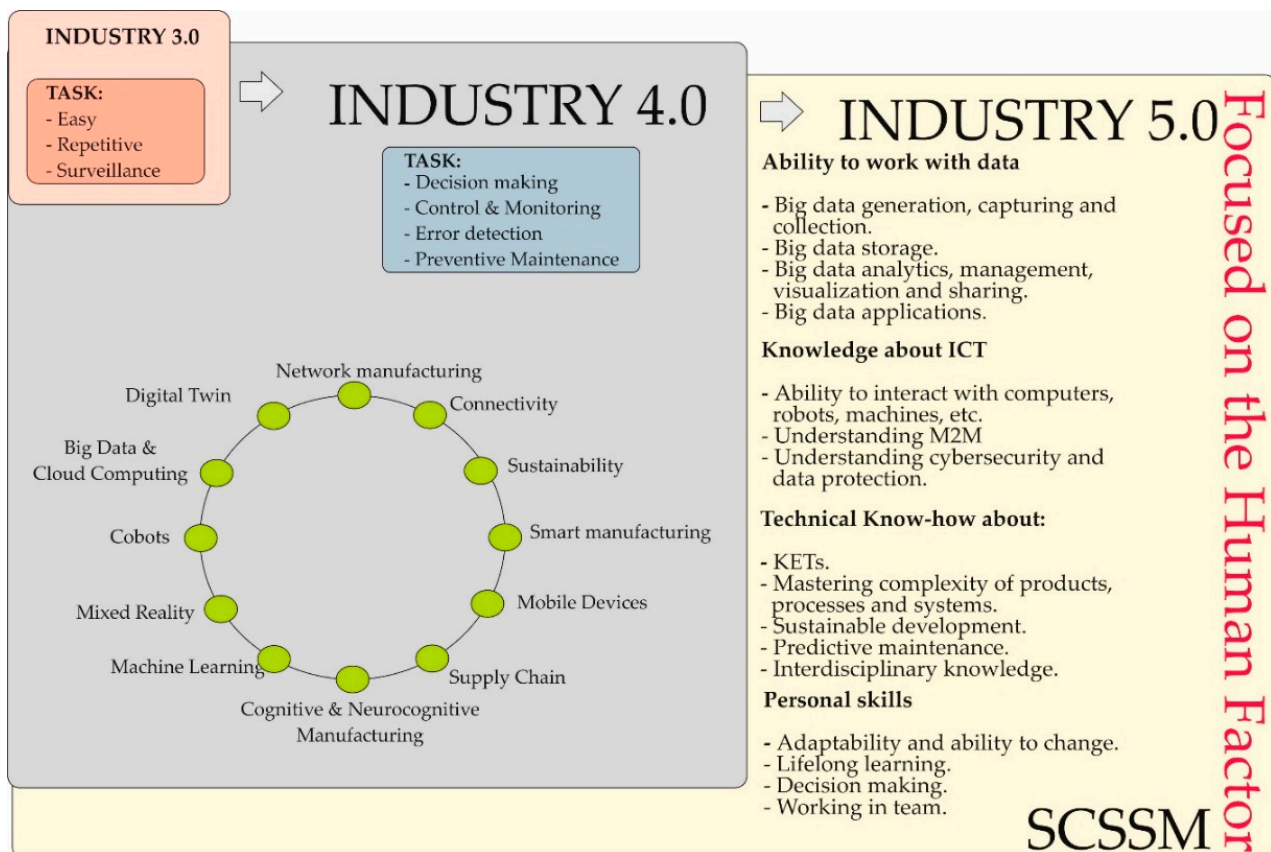 INDUSTRY 3.0
TASK:
- Easy
- Repetitive
- Surveillance
INDUSTRY 4.0
TASK:
- Decision making
- Control & Monitoring
- Error detection
- Preventive Maintenance
Network manufacturing
Connectivity
Sustainability
Smart manufacturing
Mobile Devices
Supply Chain
Cognitive & Neurocognitive
Manufacturing
Machine Learning
Mixed Reality
Cobots
Big Data &
Cloud Computing
Digital Twin
INDUSTRY 5.0
Ability to work with data
- Big data generation, capturing and
collection.
- Big data storage.
- Big data analytics, management,
visualization and sharing.
- Big data applications.
Knowledge about ICT
- Ability to interact with computers,
robots, machines, etc.
- Understanding M2M
- Understanding cybersecurity and
data protection.
Technical Know-how about:
- KETs.
- Mastering complexity of products,
processes and systems.
- Sustainable development.
- Predictive maintenance.
- Interdisciplinary knowledge.
Personal skills
- Adaptability and ability to change.
- Lifelong learning.
- Decision making.
- Working in team.
SCSSM
Focused on the Human Factor